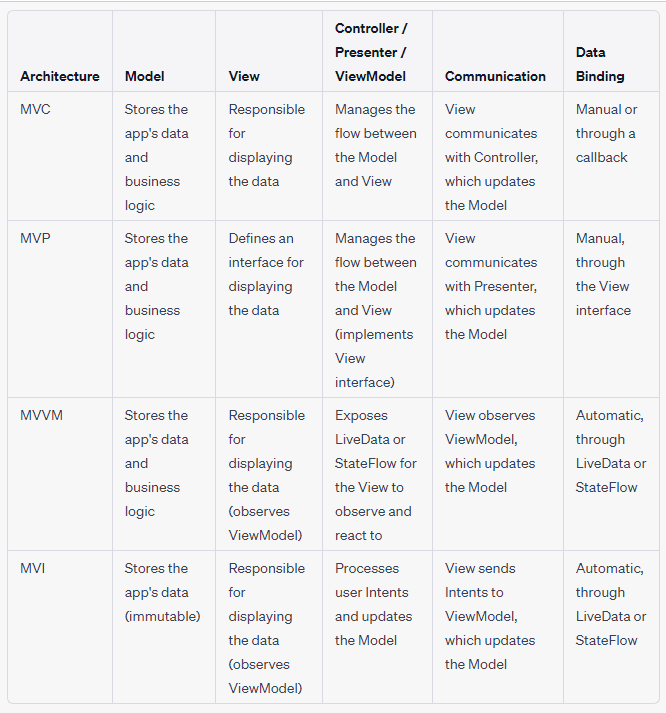 Architecture
Model
View
Controller /
Presenter /
ViewModel
Communication
Data
Binding
MVC
Stores the
app's data
and
business
logic
Responsible
for
displaying
the data
Manages the
flow between
the Model
and View
View
communicates
with Controller,
which updates
the Model
Manual or
through a
callback
MVP
Stores the
app's data
and
business
logic
Defines an
interface for
displaying
the data
Manages the
flow between
the Model
and View
(implements
View
interface)
View
communicates
with Presenter,
which updates
the Model
Manual,
through
the View
interface
MVVM
Stores the
app's data
and
business
logic
Responsible
for
displaying
the data
(observes
ViewModel)
Exposes
LiveData or
StateFlow for
the View to
observe and
react to
View observes
ViewModel,
which updates
the Model
Automatic,
through
LiveData or
StateFlow
MVI
Stores the
app's data
(immutable)
Responsible
for
displaying
the data
(observes
ViewModel)
Processes
user Intents
and updates
the Model
View sends
Intents to
ViewModel,
which updates
the Model
Automatic,
through
LiveData or
StateFlow